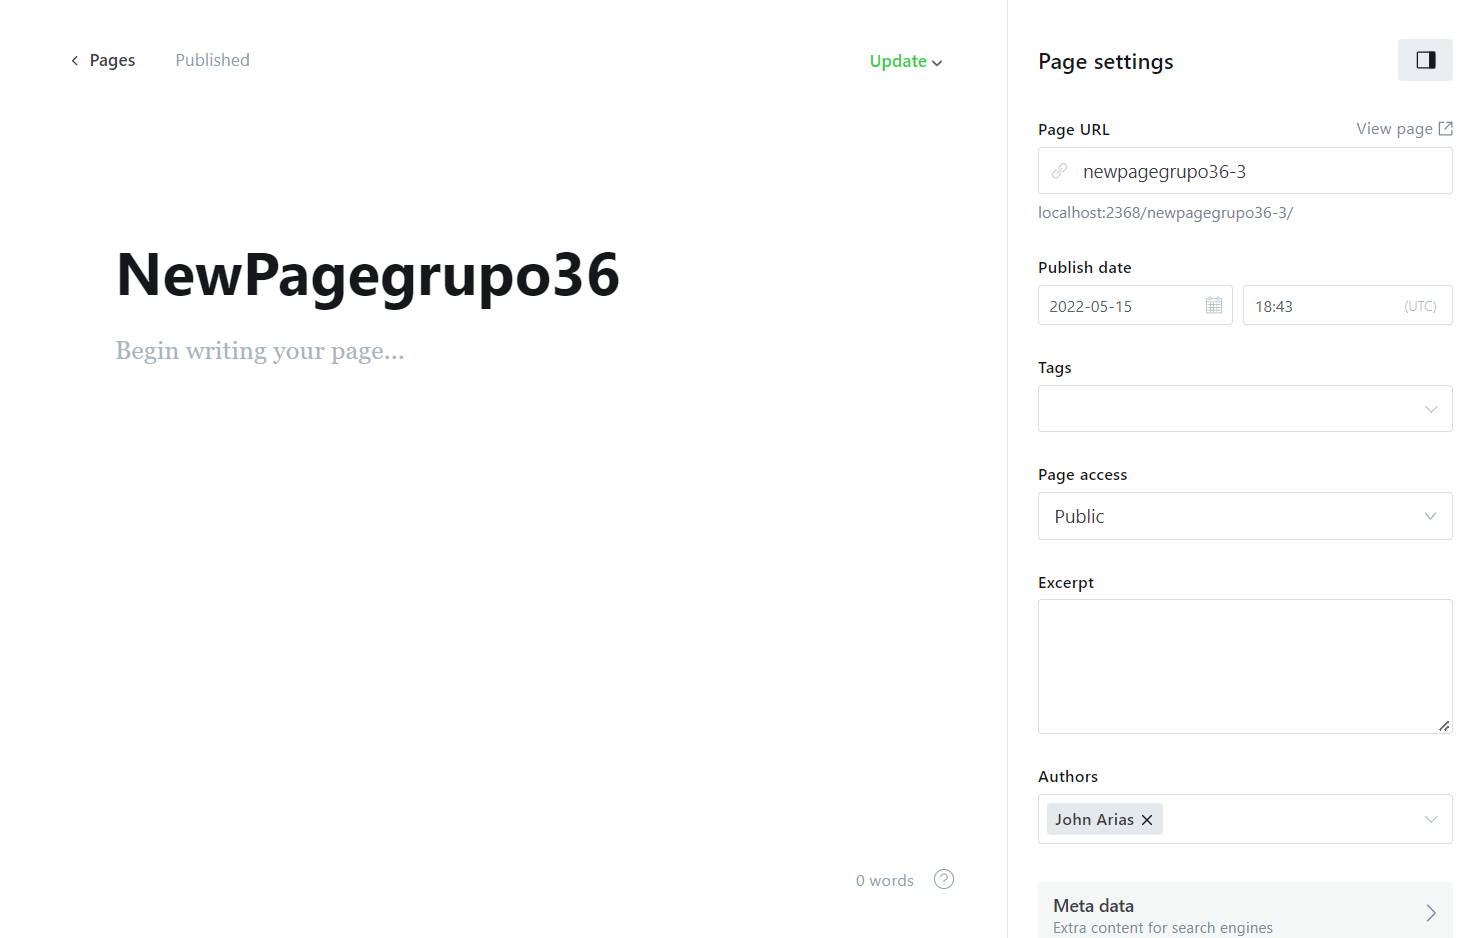 Pages
Published
Update
NewPagegrupo36
Begin writing your page...
0 words
?
Page settings
Page URL
View page
newpagegrupo36-3
localhost:2368/newpagegrupo36-3/
Publish date
2022-05-15
18:43
(UTC)
Tags
Page access
Public
Excerpt
Authors
John Arias
Meta data
Extra content for search engines